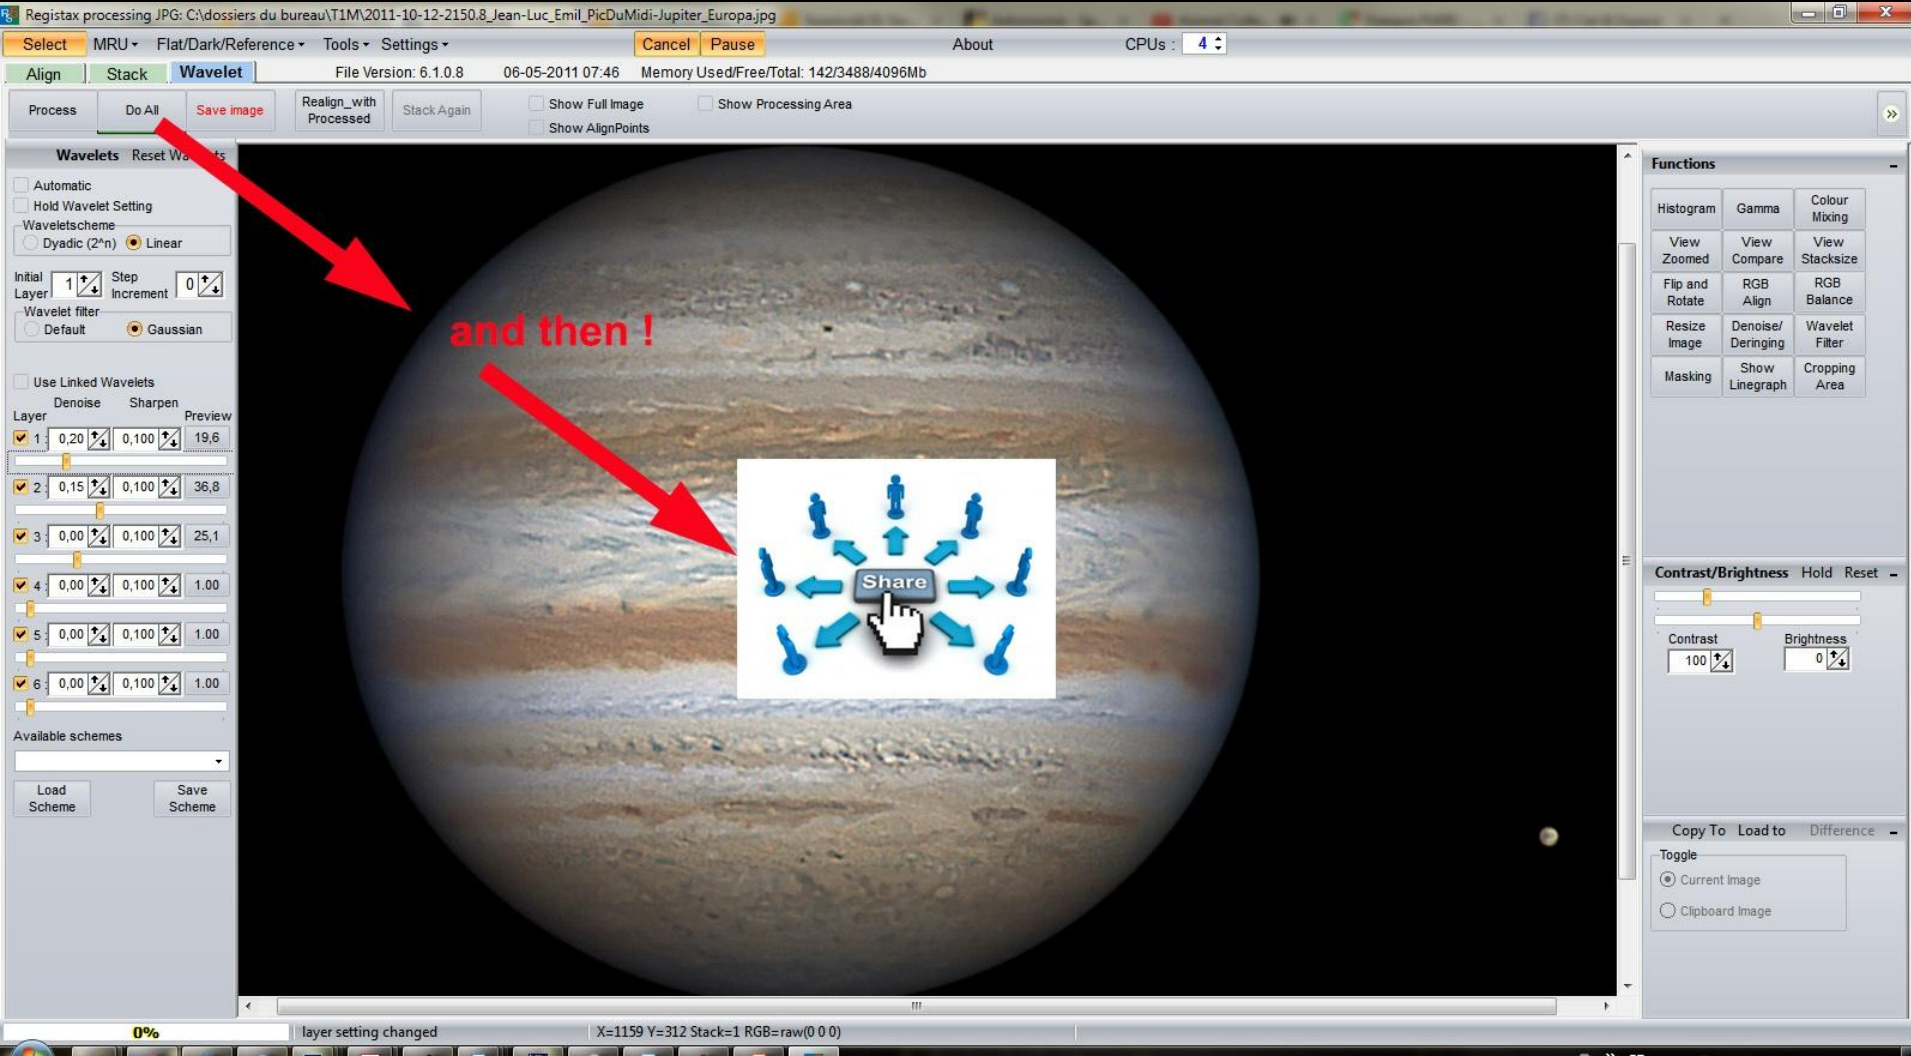 Registax processing JPG: C:\dossiers du bureau\T1M\2011-10-12-2150.8_Jean-Luc_Emil_PicDuMidi-Jupiter_Europa.jpg
Select MRU Flat/Dark/Reference Tools Settings Cancel Pause About CPUs : 4
Align Stack Wavelet File Version: 6.1.0.8 06-05-2011 07:46 Memory Used/Free/Total: 142/3488/4096Mb
Process Do All Save image Realign_with Processed Stack Again Show Full Image Show Processing Area
Show AlignPoints
Wavelets Reset Wavelets
Automatic
Hold Wavelet Setting
Waveletscheme
Dyadic (2^n) Linear
Initial Layer 1 Step Increment 0
Wavelet filter
Default Gaussian
Use Linked Wavelets
Denoise Sharpen
Layer Preview
1 : 0,20 0,100 19,6
2 : 0,15 0,100 36,8
3 : 0,00 0,100 25,1
4 : 0,00 0,100 1.00
5 : 0,00 0,100 1.00
6 : 0,00 0,100 1.00
Available schemes
Load Scheme Save Scheme
and then !
Share
Functions
Histogram Gamma Colour Mixing
View Zoomed View Compare View Stacksize
Flip and Rotate RGB Align RGB Balance
Resize Image Denoise/ Deringing Wavelet Filter
Masking Show Linegraph Cropping Area
Contrast/Brightness Hold Reset
Contrast Brightness
100 0
Copy To Load to Difference
Toggle
Current Image
Clipboard Image
0% layer setting changed X=1159 Y=312 Stack=1 RGB=raw(0 0 0)